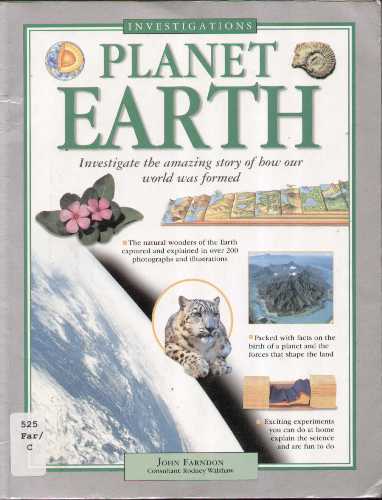 INVESTIGATIONS
PLANET
EARTH
Investigate the amazing story of how our
world was formed
The natural wonders of the Earth
captured and explained in over 200
photographs and illustrations
Packed with facts on the
birth of a planet and the
forces that shape the land
Exciting experiments
you can do at home
explain the science
and are fun to do
525
Far/
C
JOHN FARNDON
Consultant: Rodney Walshaw